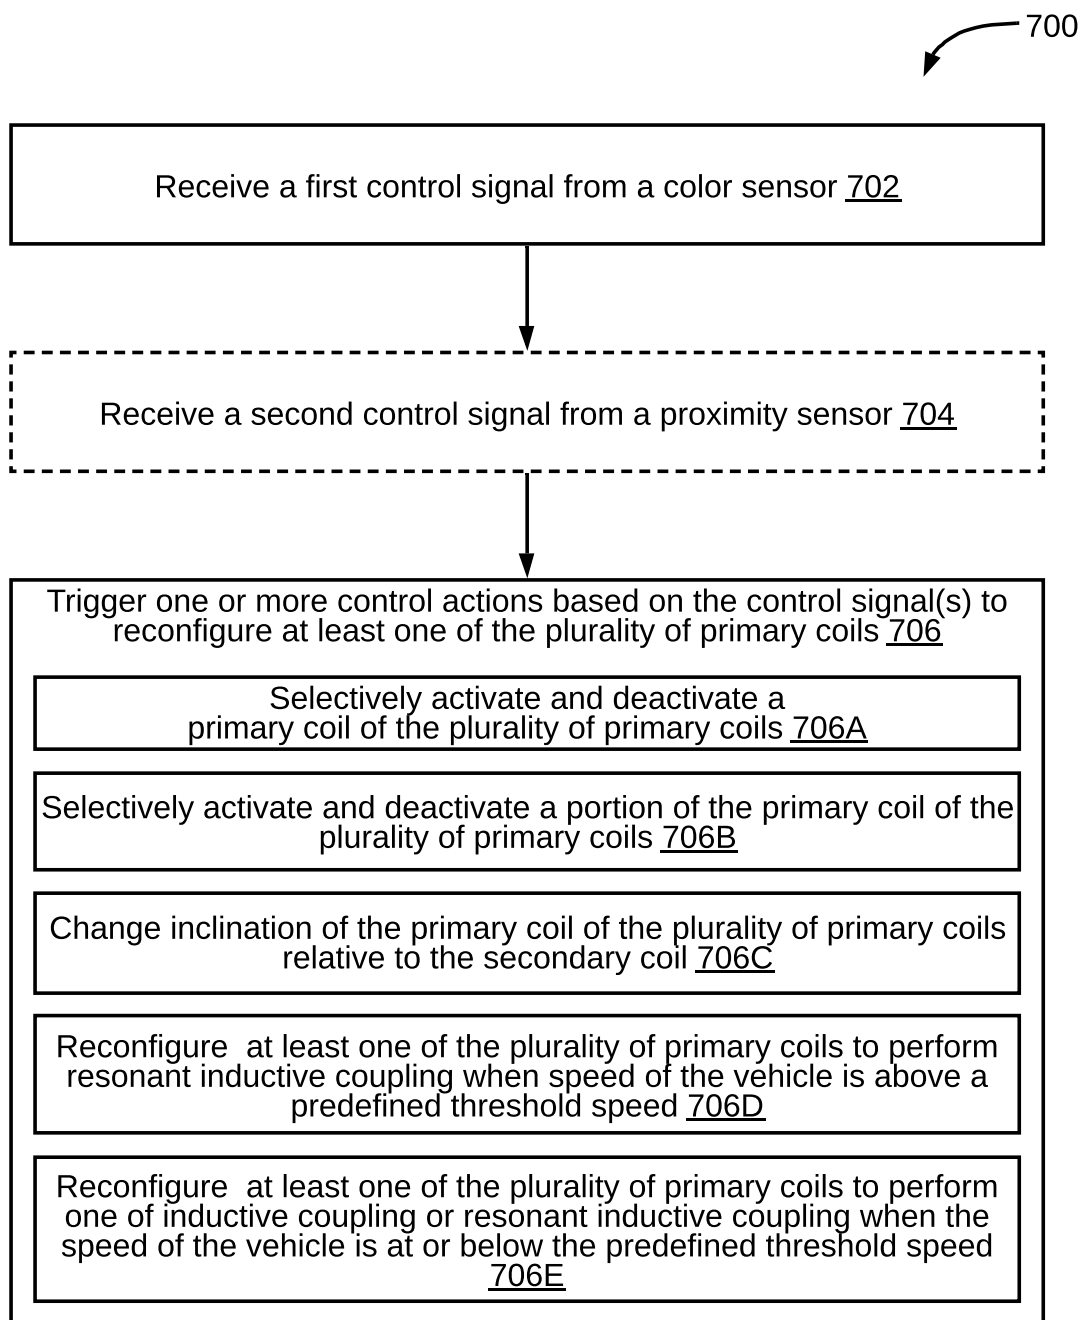 700
Receive a first control signal from a color sensor 702
Receive a second control signal from a proximity sensor 704
Trigger one or more control actions based on the control signal(s) to
reconfigure at least one of the plurality of primary coils 706
Selectively activate and deactivate a
primary coil of the plurality of primary coils 706A
Selectively activate and deactivate a portion of the primary coil of the
plurality of primary coils 706B
Change inclination of the primary coil of the plurality of primary coils
relative to the secondary coil 706C
Reconfigure  at least one of the plurality of primary coils to perform
resonant inductive coupling when speed of the vehicle is above a
predefined threshold speed 706D
Reconfigure  at least one of the plurality of primary coils to perform
one of inductive coupling or resonant inductive coupling when the
speed of the vehicle is at or below the predefined threshold speed
706E